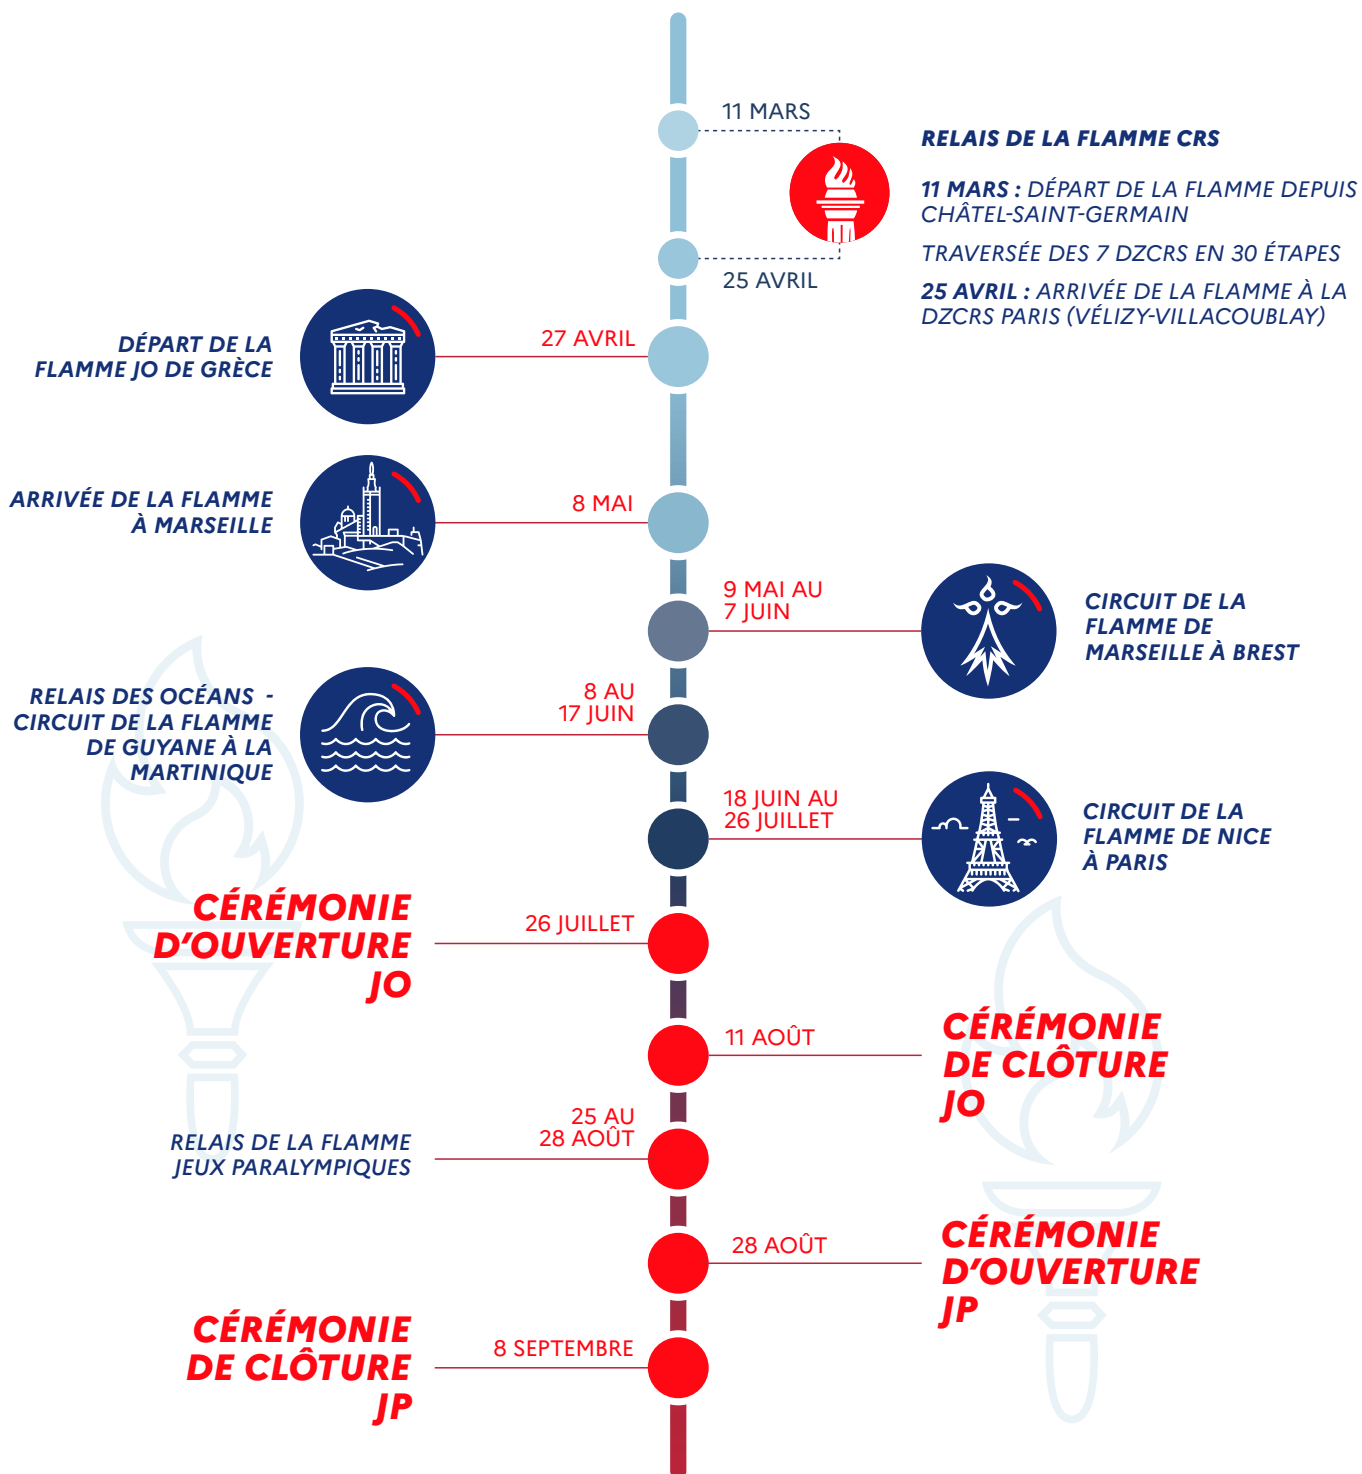 11 MARS
RELAIS DE LA FLAMME CRS
11 MARS : DÉPART DE LA FLAMME DEPUIS
CHÂTEL-SAINT-GERMAIN
TRAVERSÉE DES 7 DZCRS EN 30 ÉTAPES
25 AVRIL : ARRIVÉE DE LA FLAMME À LA
DZCRS PARIS (VÉLIZY-VILLACOUBLAY)
25 AVRIL
DÉPART DE LA
FLAMME JO DE GRÈCE
27 AVRIL
ARRIVÉE DE LA FLAMME
À MARSEILLE
8 MAI
9 MAI AU
7 JUIN
CIRCUIT DE LA
FLAMME DE
MARSEILLE À BREST
RELAIS DES OCÉANS -
CIRCUIT DE LA FLAMME
DE GUYANE À LA
MARTINIQUE
8 AU
17 JUIN
18 JUIN AU
26 JUILLET
CIRCUIT DE LA
FLAMME DE NICE
À PARIS
CÉRÉMONIE
D'OUVERTURE
JO
26 JUILLET
11 AOÛT
CÉRÉMONIE
DE CLÔTURE
JO
RELAIS DE LA FLAMME
JEUX PARALYMPIQUES
25 AU
28 AOÛT
28 AOÛT
CÉRÉMONIE
D'OUVERTURE
JP
CÉRÉMONIE
DE CLÔTURE
JP
8 SEPTEMBRE